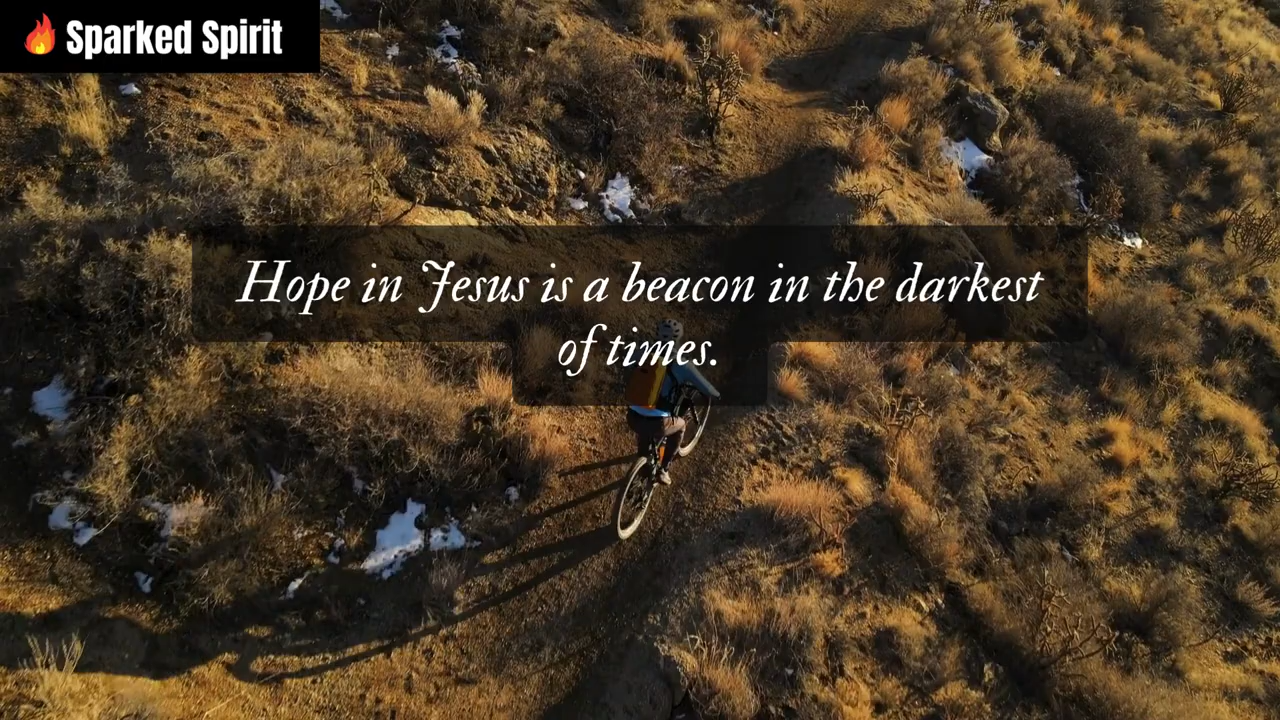 🔥 Sparked Spirit
Hope in Jesus is a beacon in the darkest
of times.